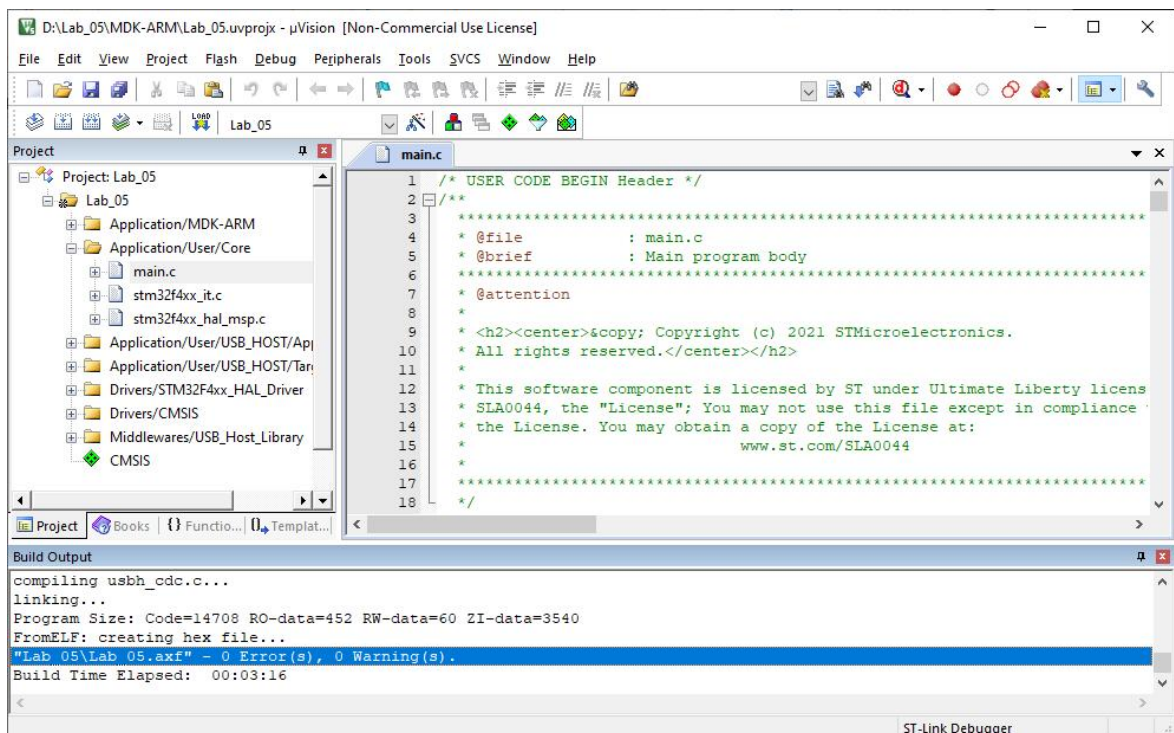 D:\Lab_05\MDK-ARM\Lab_05.uvprojx - µVision [Non-Commercial Use License]
File Edit View Project Flash Debug Peripherals Tools SVCS Window Help
LOAD
Lab_05
Project
Project: Lab_05
Lab_05
Application/MDK-ARM
Application/User/Core
main.c
stm32f4xx_it.c
stm32f4xx_hal_msp.c
Application/User/USB_HOST/App
Application/User/USB_HOST/Tar
Drivers/STM32F4xx_HAL_Driver
Drivers/CMSIS
Middlewares/USB_Host_Library
CMSIS
Project Books {} Functio... Templat...
main.c
1 /* USER CODE BEGIN Header */
2 /**
3 ******************************************************************************
4 * @file : main.c
5 * @brief : Main program body
6 ******************************************************************************
7 * @attention
8 *
9 * <h2><center>&copy; Copyright (c) 2021 STMicroelectronics.
10 * All rights reserved.</center></h2>
11 *
12 * This software component is licensed by ST under Ultimate Liberty licens
13 * SLA0044, the "License"; You may not use this file except in compliance
14 * the License. You may obtain a copy of the License at:
15 * www.st.com/SLA0044
16 *
17 ******************************************************************************
18 */
Build Output
compiling usbh_cdc.c...
linking...
Program Size: Code=14708 RO-data=452 RW-data=60 ZI-data=3540
FromELF: creating hex file...
"Lab_05\Lab_05.axf" - 0 Error(s), 0 Warning(s).
Build Time Elapsed: 00:03:16
ST-Link Debugger